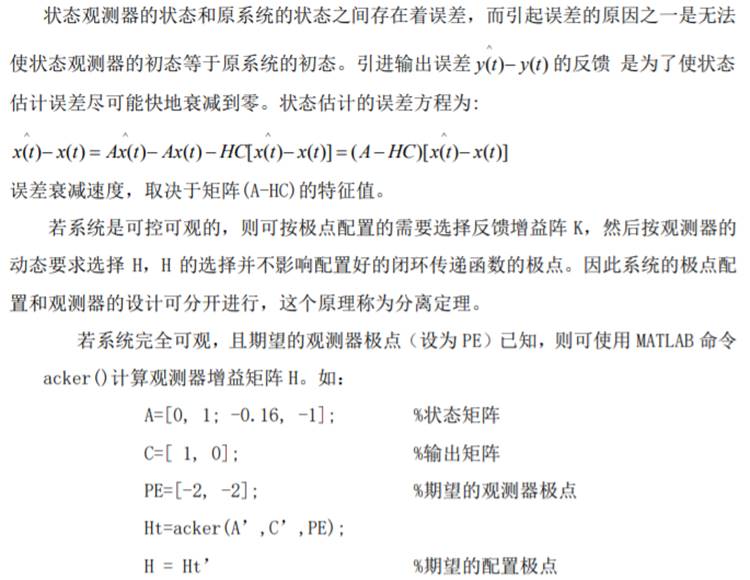 状态观测器的状态和原系统的状态之间存在着误差，而引起误差的原因之一是无法
使状态观测器的初态等于原系统的初态。引进输出误差 ŷ(t)− y(t) 的反馈 是为了使状态
估计误差尽可能快地衰减到零。状态估计的误差方程为:
x̂(t)− x(t) = Ax̂(t)− Ax(t) − HC[x̂(t)− x(t)] = (A − HC)[x̂(t)− x(t)]
误差衰减速度，取决于矩阵(A-HC)的特征值。
若系统是可控可观的，则可按极点配置的需要选择反馈增益阵 K，然后按观测器的
动态要求选择 H，H 的选择并不影响配置好的闭环传递函数的极点。因此系统的极点配
置和观测器的设计可分开进行，这个原理称为分离定理。
若系统完全可观，且期望的观测器极点（设为 PE）已知，则可使用 MATLAB 命令
acker()计算观测器增益矩阵 H。如:
A=[0, 1; -0.16, -1]; %状态矩阵
C=[ 1, 0]; %输出矩阵
PE=[-2, -2]; %期望的观测器极点
Ht=acker(A’,C’,PE);
H = Ht’ %期望的配置极点